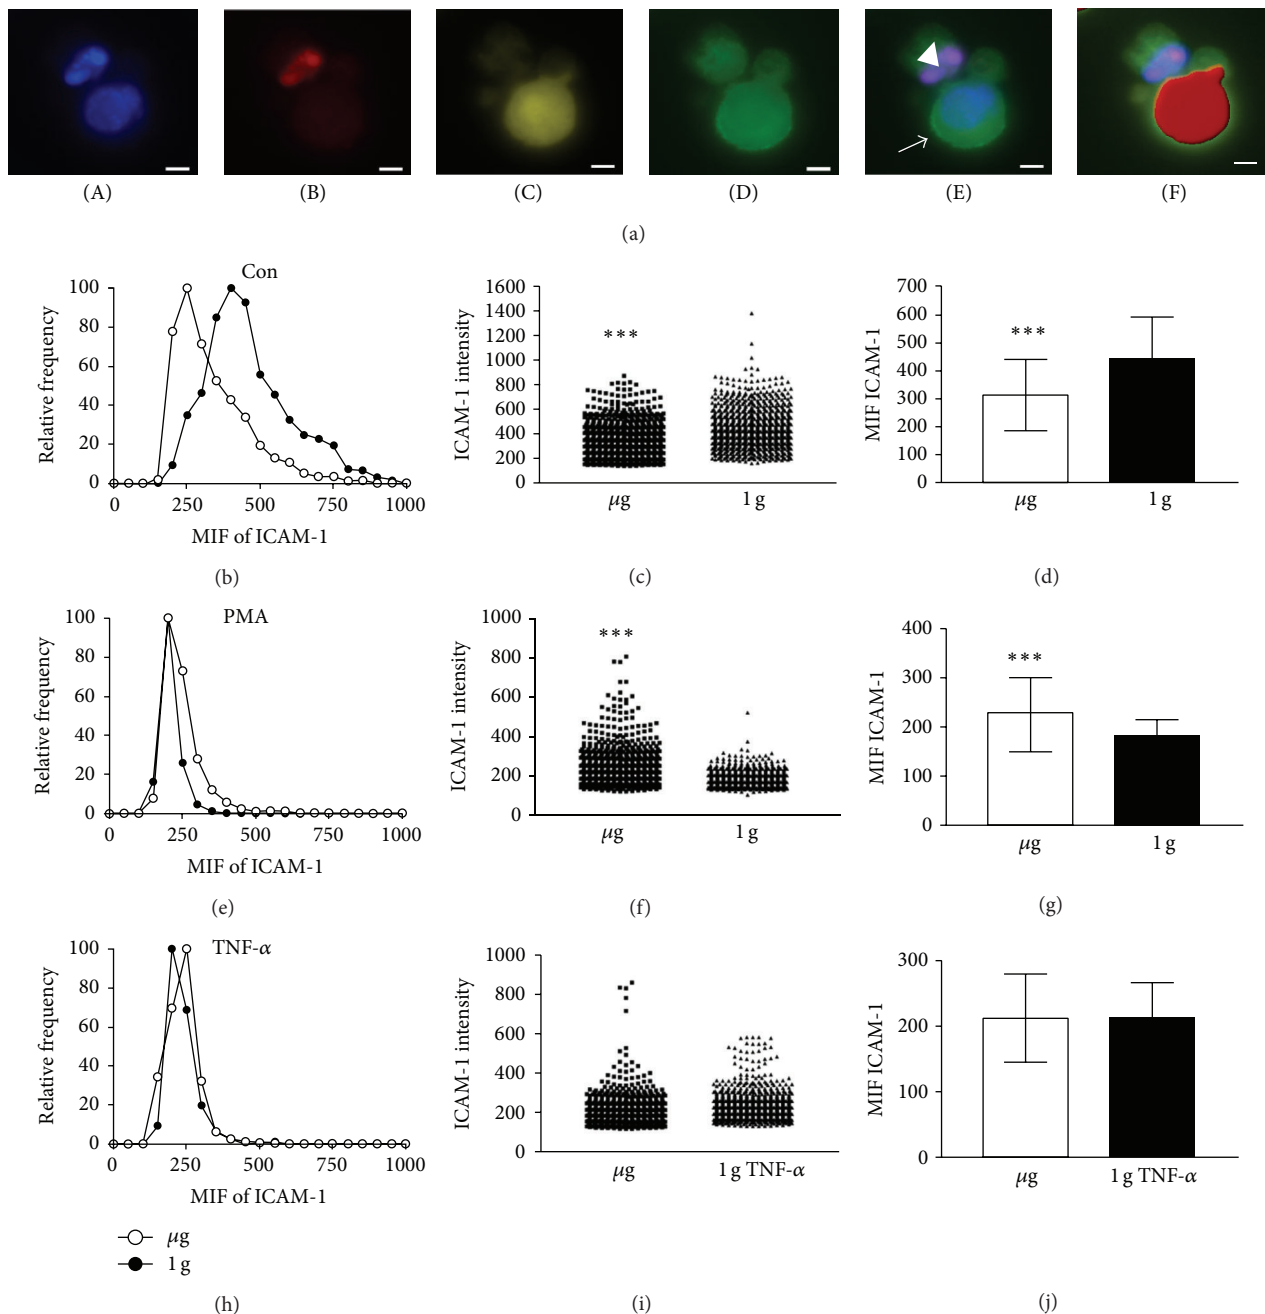 (A) (B) (C) (D) (E) (F)
(a)
Con
Relative frequency
100
80
60
40
20
0
0 250 500 750 1000
MIF of ICAM-1
(b)
ICAM-1 intensity
1600
1400
1200
1000
800
600
400
200
0
***
μg 1 g
(c)
MIF ICAM-1
700
600
500
400
300
200
100
0
***
μg 1 g
(d)
PMA
Relative frequency
100
80
60
40
20
0
0 250 500 750 1000
MIF of ICAM-1
(e)
ICAM-1 intensity
1000
800
600
400
200
0
***
μg 1 g
(f)
MIF ICAM-1
400
300
200
100
0
***
μg 1 g
(g)
TNF-α
Relative frequency
100
80
60
40
20
0
0 250 500 750 1000
MIF of ICAM-1
μg
1 g
(h)
ICAM-1 intensity
1000
800
600
400
200
0
μg 1 g TNF-α
(i)
MIF ICAM-1
300
200
100
0
μg 1 g TNF-α
(j)